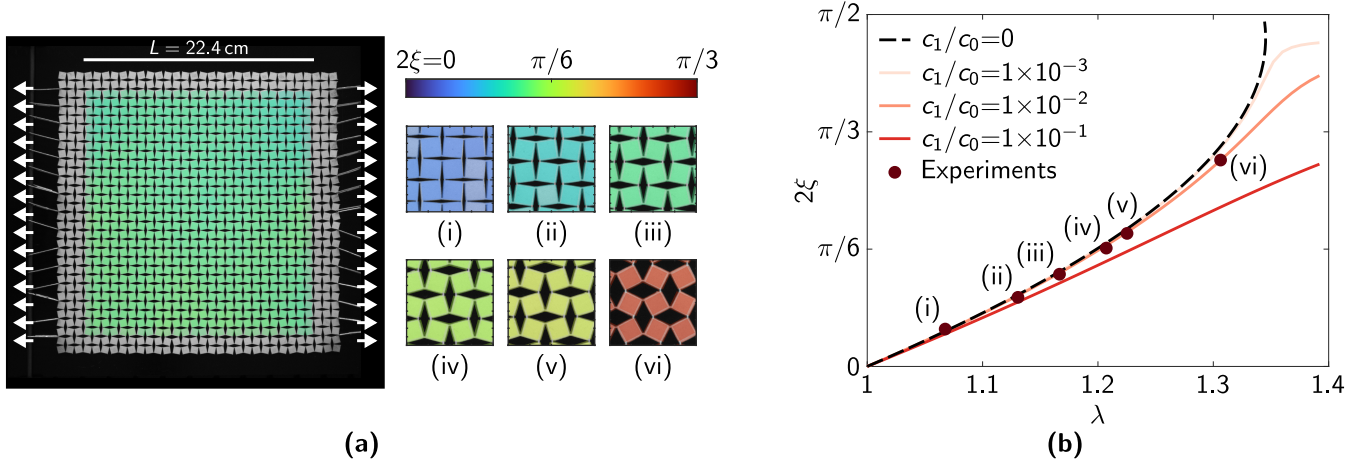 L = 22.4 cm
2ξ=0 π/6 π/3
(i) (ii) (iii)
(iv) (v) (vi)
(a)
π/2
π/3
π/6
0
2ξ
c₁/c₀=0
c₁/c₀=1×10⁻³
c₁/c₀=1×10⁻²
c₁/c₀=1×10⁻¹
Experiments
(vi)
(v)
(iv)
(iii)
(ii)
(i)
1 1.1 1.2 1.3 1.4
λ
(b)